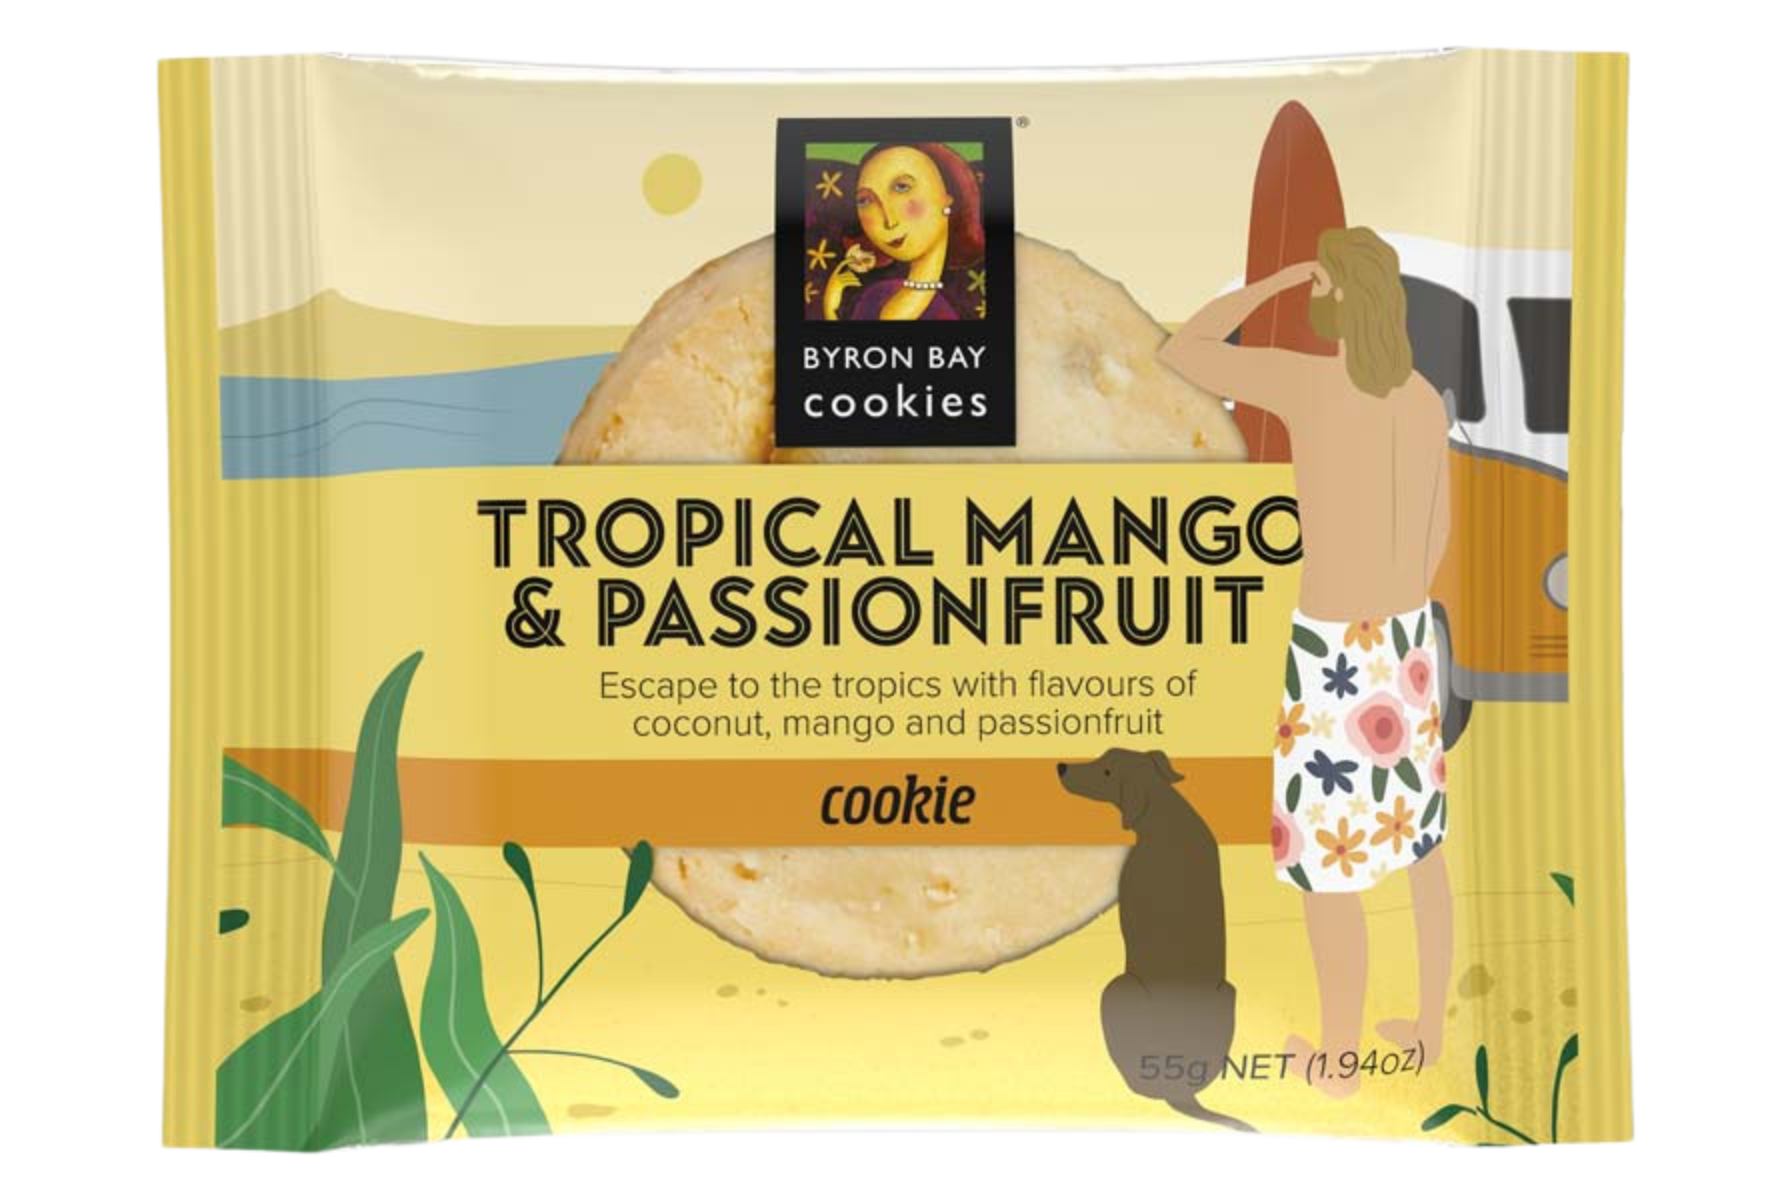 ®
BYRON BAY
cookies
TROPICAL MANGO
& PASSIONFRUIT
Escape to the tropics with flavours of
coconut, mango and passionfruit
cookie
55g NET (1.94oz)